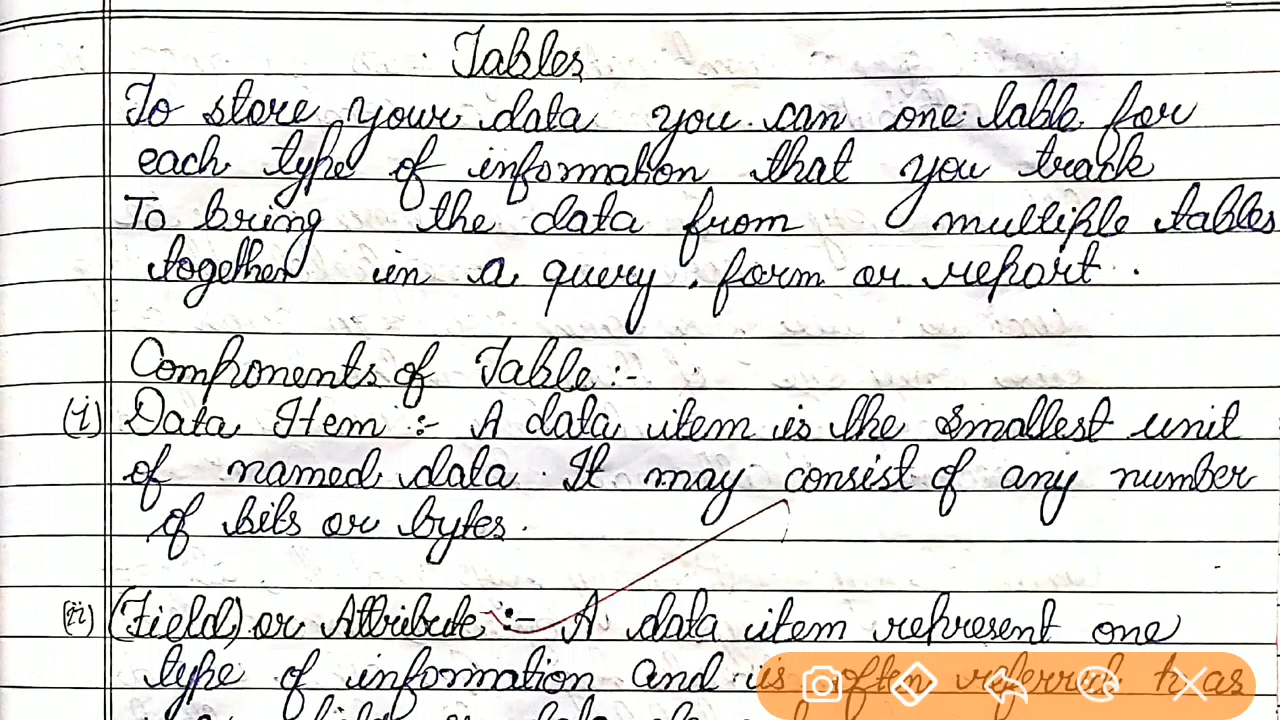 Tables
To store your data you can one table for
each type of information that you track
To bring the data from multiple tables
together in a query . form or report .
Components of Table :-
(i) Data Item :- A data item is the smallest unit
of named data . It may consist of any number
of bits or bytes .
(ii) (Field) or Attribute :- A data item represent one
type of information and is often referred as